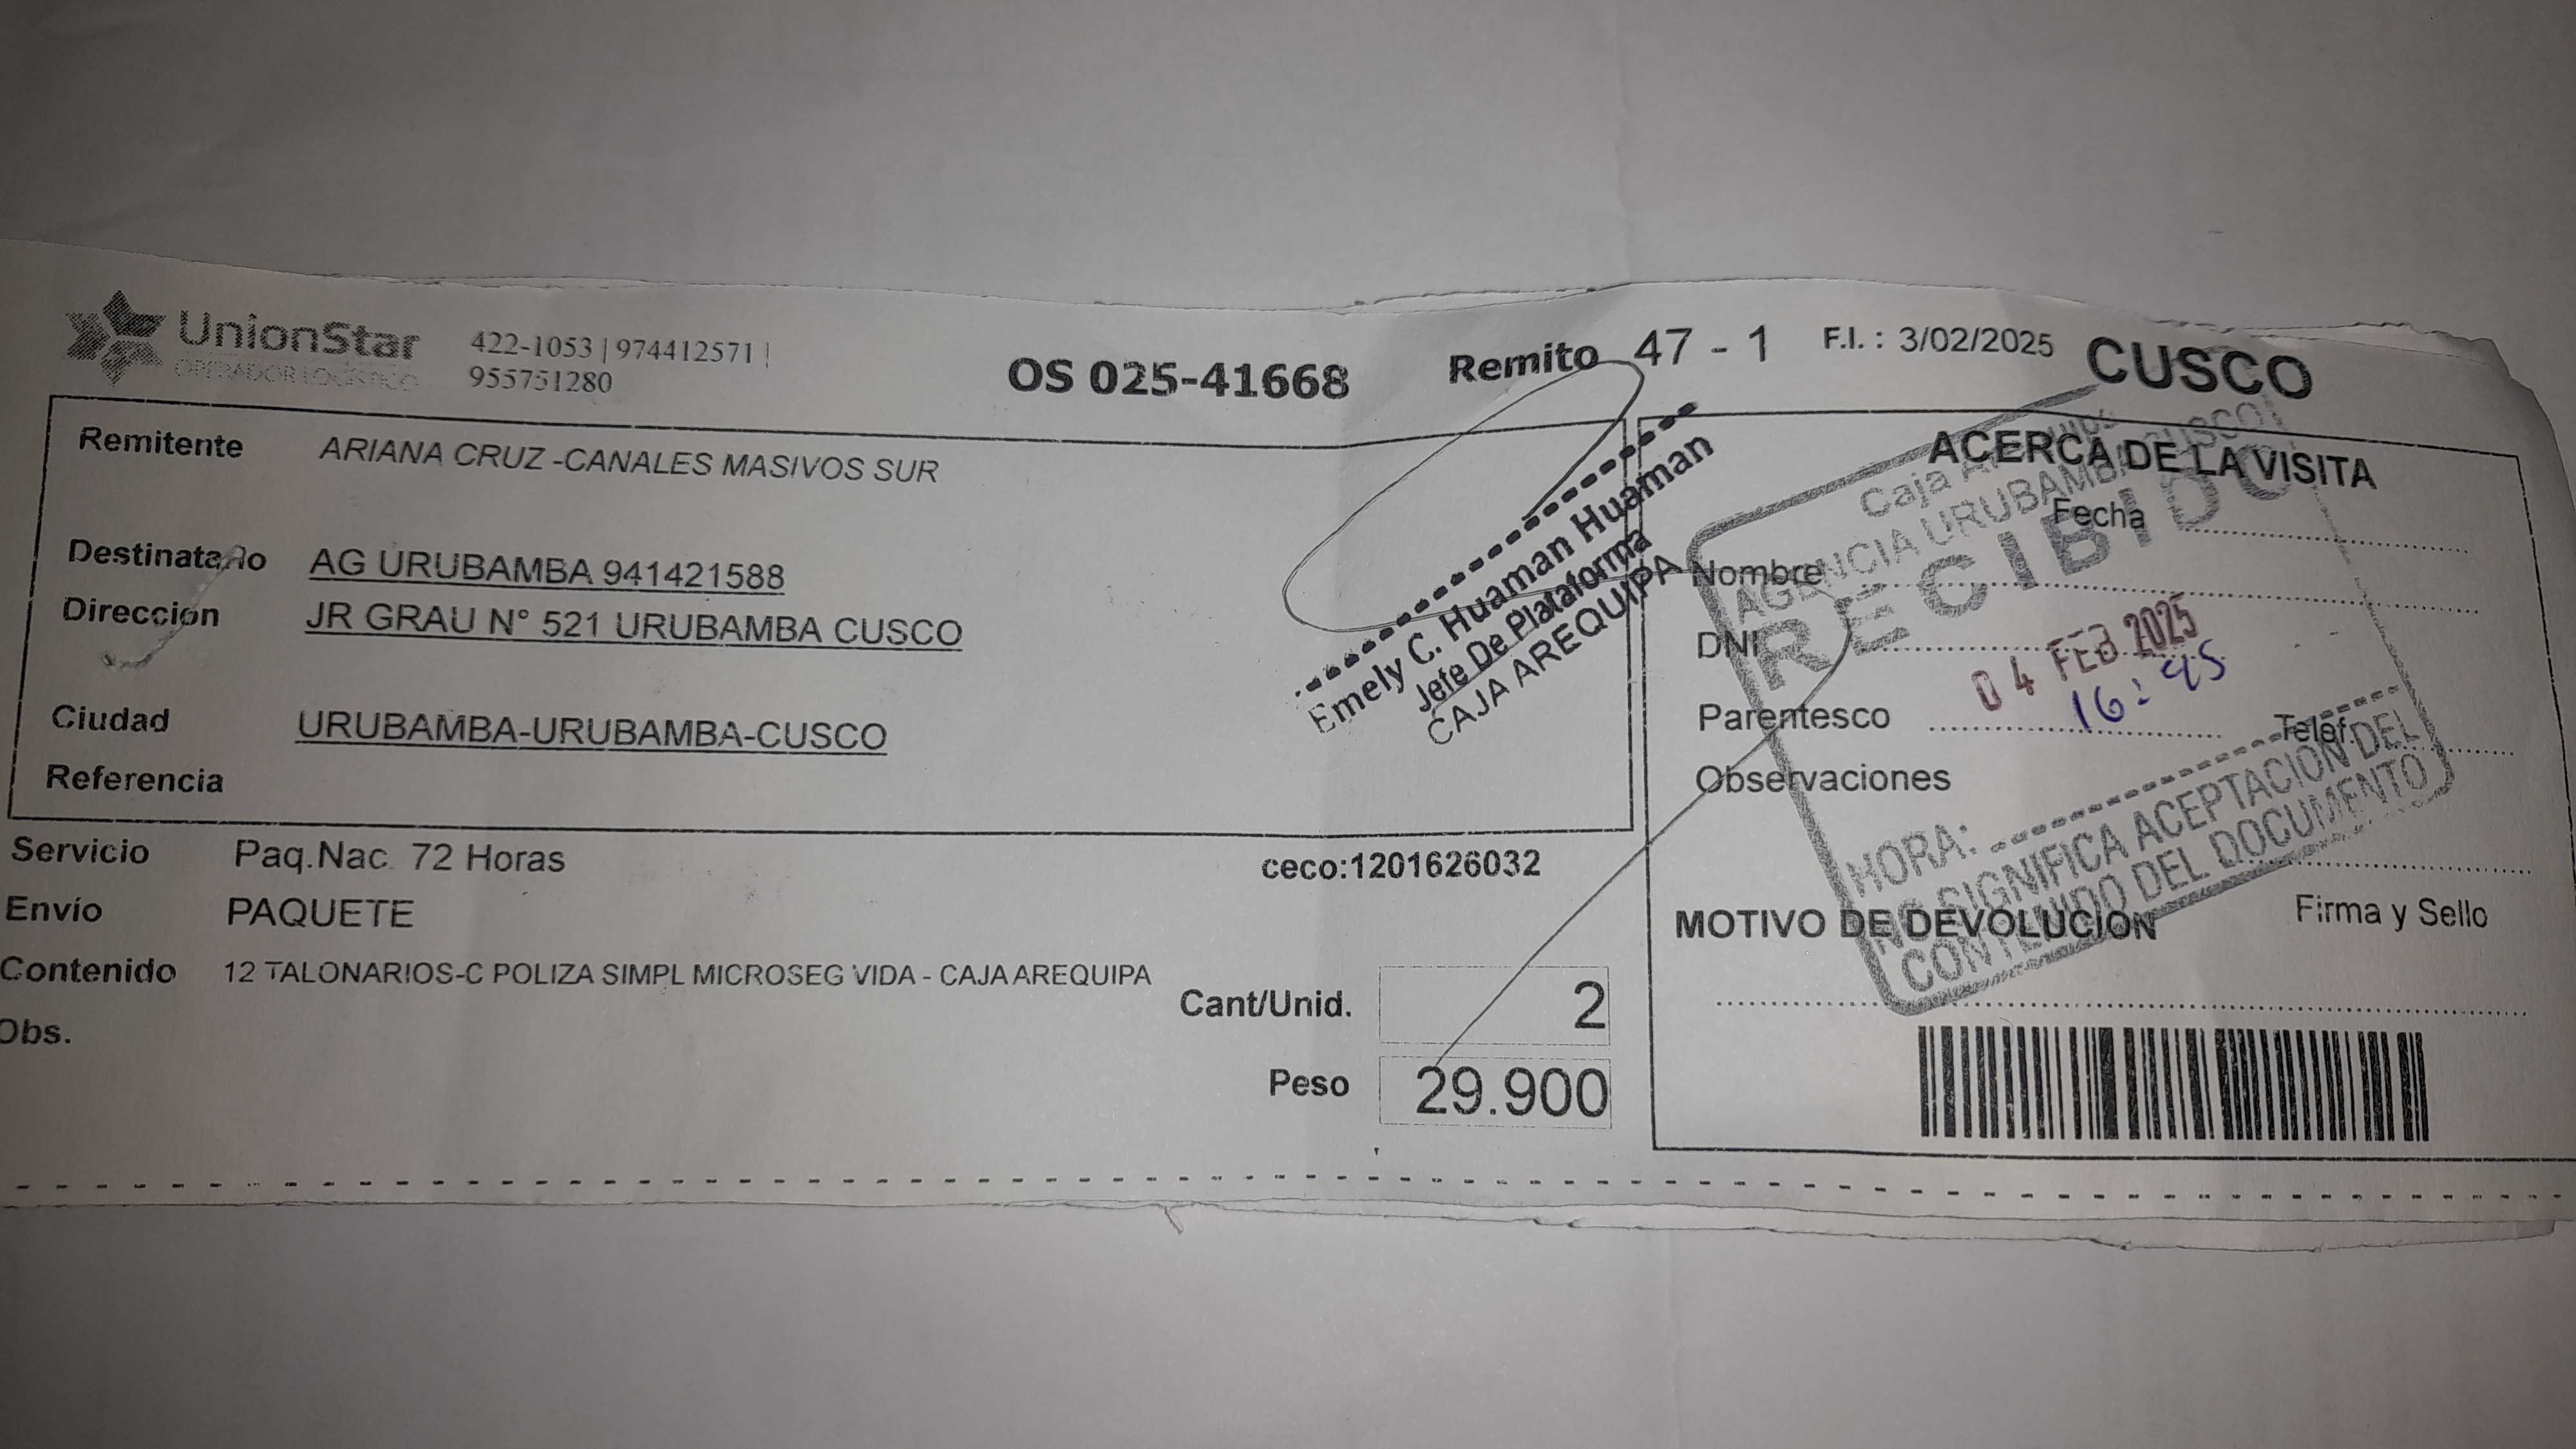 UnionStar
OPERADOR LOGÍSTICO
422-1053 | 974412571 |
955751280
OS 025-41668
Remito 47 - 1
F.I. : 3/02/2025
CUSCO
Remitente ARIANA CRUZ -CANALES MASIVOS SUR
Destinatario AG URUBAMBA 941421588
Dirección JR GRAU N° 521 URUBAMBA CUSCO
Ciudad URUBAMBA-URUBAMBA-CUSCO
Referencia
Emely C. Huaman Huaman
Jefe De Plataforma
CAJA AREQUIPA
Servicio Paq.Nac. 72 Horas
ceco:1201626032
Envío PAQUETE
Contenido 12 TALONARIOS-C POLIZA SIMPL MICROSEG VIDA - CAJA AREQUIPA
Obs.
Cant/Unid. 2
Peso 29.900
ACERCA DE LA VISITA
Fecha
Nombre
DNI
Parentesco
Teléf.
Observaciones
Firma y Sello
MOTIVO DE DEVOLUCION
Caja Arequipa
AGENCIA URUBAMBA CUSCO
RECIBIDO
04 FEB 2025
16:45
HORA:
NO SIGNIFICA ACEPTACION DEL
CONTENIDO DEL DOCUMENTO